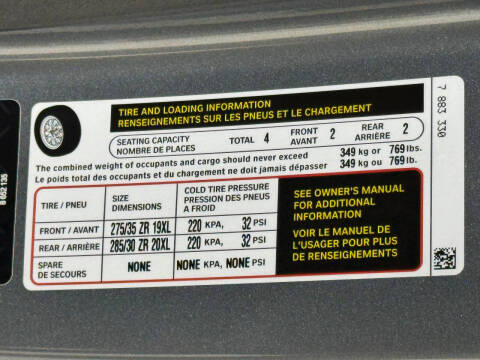 TIRE AND LOADING INFORMATION
RENSEIGNEMENTS SUR LES PNEUS ET LE CHARGEMENT
SEATING CAPACITY
NOMBRE DE PLACES
TOTAL 4
FRONT
AVANT 2
REAR
ARRIÈRE 2
The combined weight of occupants and cargo should never exceed 349 kg or 769 lbs.
Le poids total des occupants et du chargement ne doit jamais dépasser 349 kg ou 769 lb.
TIRE / PNEU
SIZE
DIMENSIONS
COLD TIRE PRESSURE
PRESSION DES PNEUS
A FROID
FRONT / AVANT 275/35 ZR 19XL 220 KPA, 32 PSI
REAR / ARRIÈRE 285/30 ZR 20XL 220 KPA, 32 PSI
SPARE
DE SECOURS
NONE NONE KPA, NONE PSI
SEE OWNER'S MANUAL
FOR ADDITIONAL
INFORMATION
VOIR LE MANUEL DE
L'USAGER POUR PLUS
DE RENSEIGNEMENTS
7 883 330
8 652 135